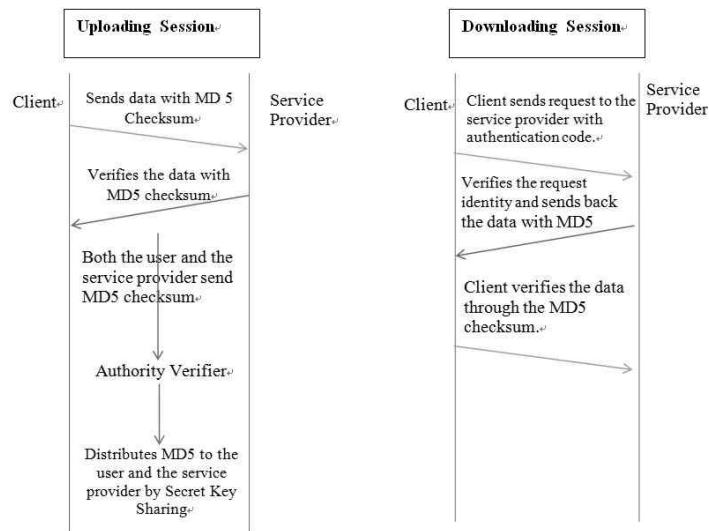 Uploading Session
Client
Sends data with MD 5
Checksum
Service
Provider
Verifies the data with
MD5 checksum
Both the user and the
service provider send
MD5 checksum
Authority Verifier
Distributes MD5 to the
user and the service
provider by Secret Key
Sharing
Downloading Session
Client
Client sends request to the
service provider with
authentication code.
Service
Provider
Verifies the request
identity and sends back
the data with MD5
Client verifies the data
through the MD5
checksum.